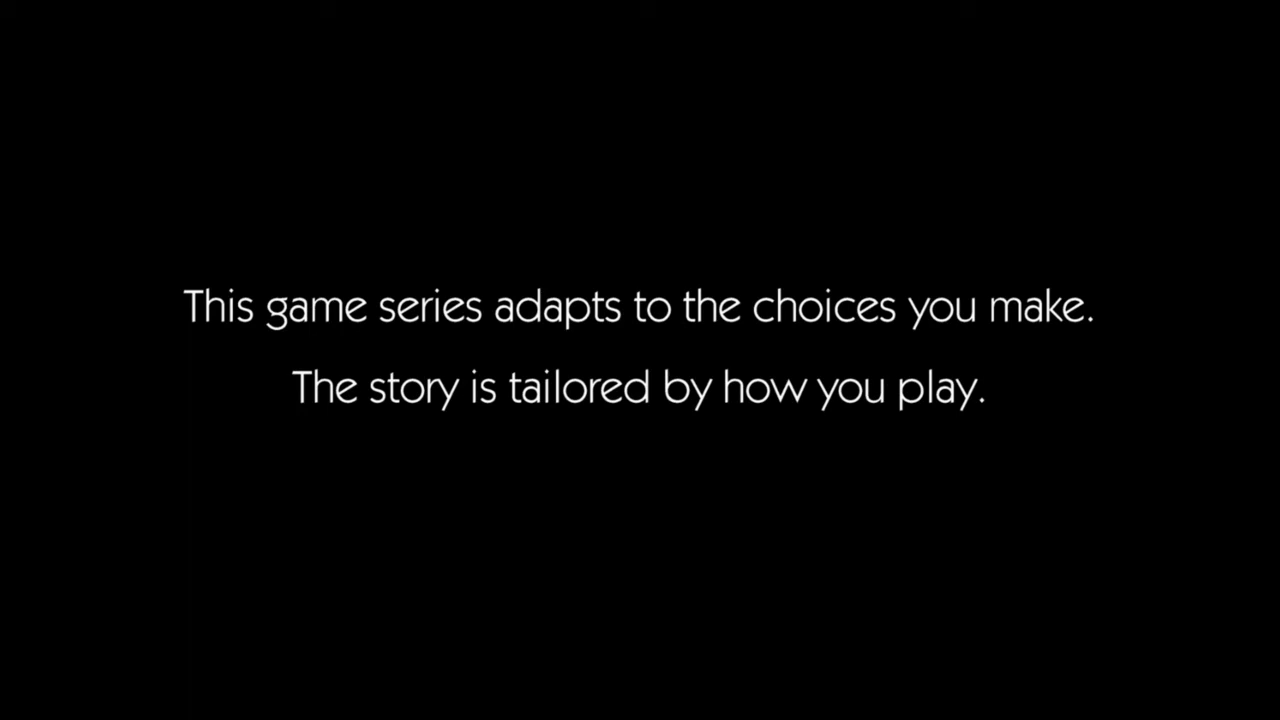 This game series adapts to the choices you make.
The story is tailored by how you play.